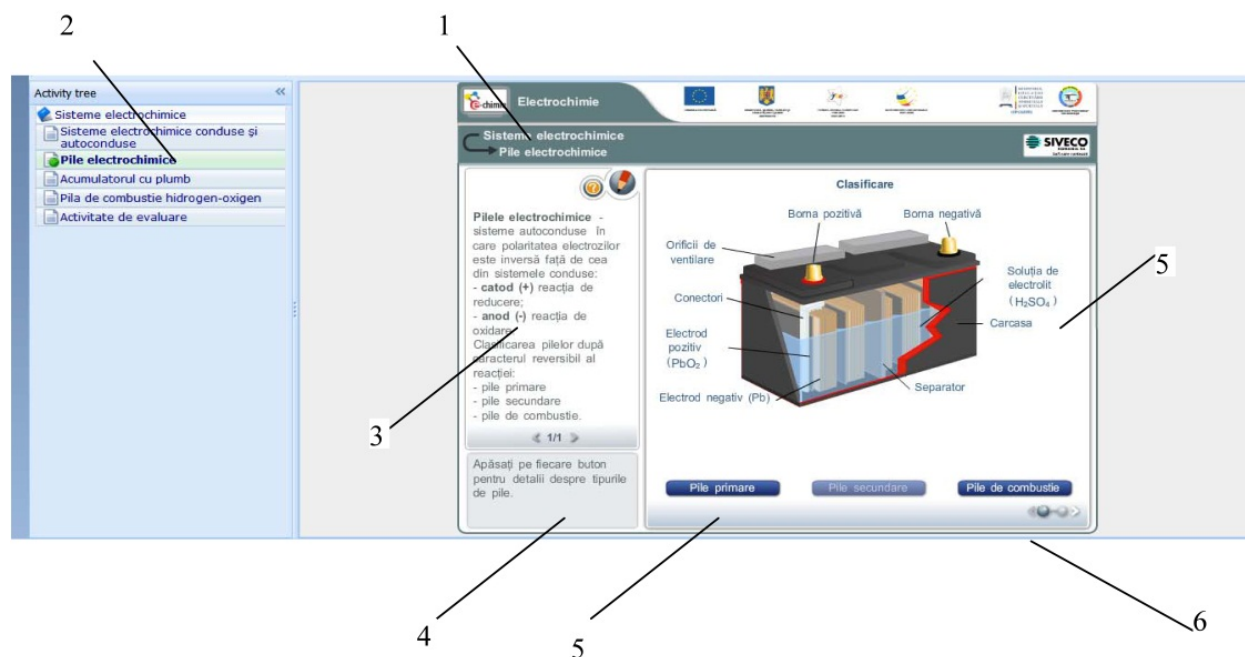 2
1
Activity tree
Sisteme electrochimice
Sisteme electrochimice conduse și
autoconduse
Pile electrochimice
Acumulatorul cu plumb
Pila de combustie hidrogen-oxigen
Activitate de evaluare
e-chimie
Electrochimie
Sisteme electrochimice
Pile electrochimice
SIVECO
Pilele electrochimice -
sisteme autoconduse în
care polaritatea electrozilor
este inversă față de cea
din sistemele conduse:
- catod (+) reacția de
reducere;
- anod (-) reacția de
oxidare.
Clasificarea pilelor după
caracterul reversibil al
reacției:
- pile primare
- pile secundare
- pile de combustie.
1/1
Apăsați pe fiecare buton
pentru detalii despre tipurile
de pile.
Clasificare
Borna pozitivă
Borna negativă
Orificii de
ventilare
Soluția de
electrolit
(H₂SO₄)
Conectori
Carcasa
Electrod
pozitiv
(PbO₂)
Separator
Electrod negativ (Pb)
Pile primare
Pile secundare
Pile de combustie
5
3
4
5
6